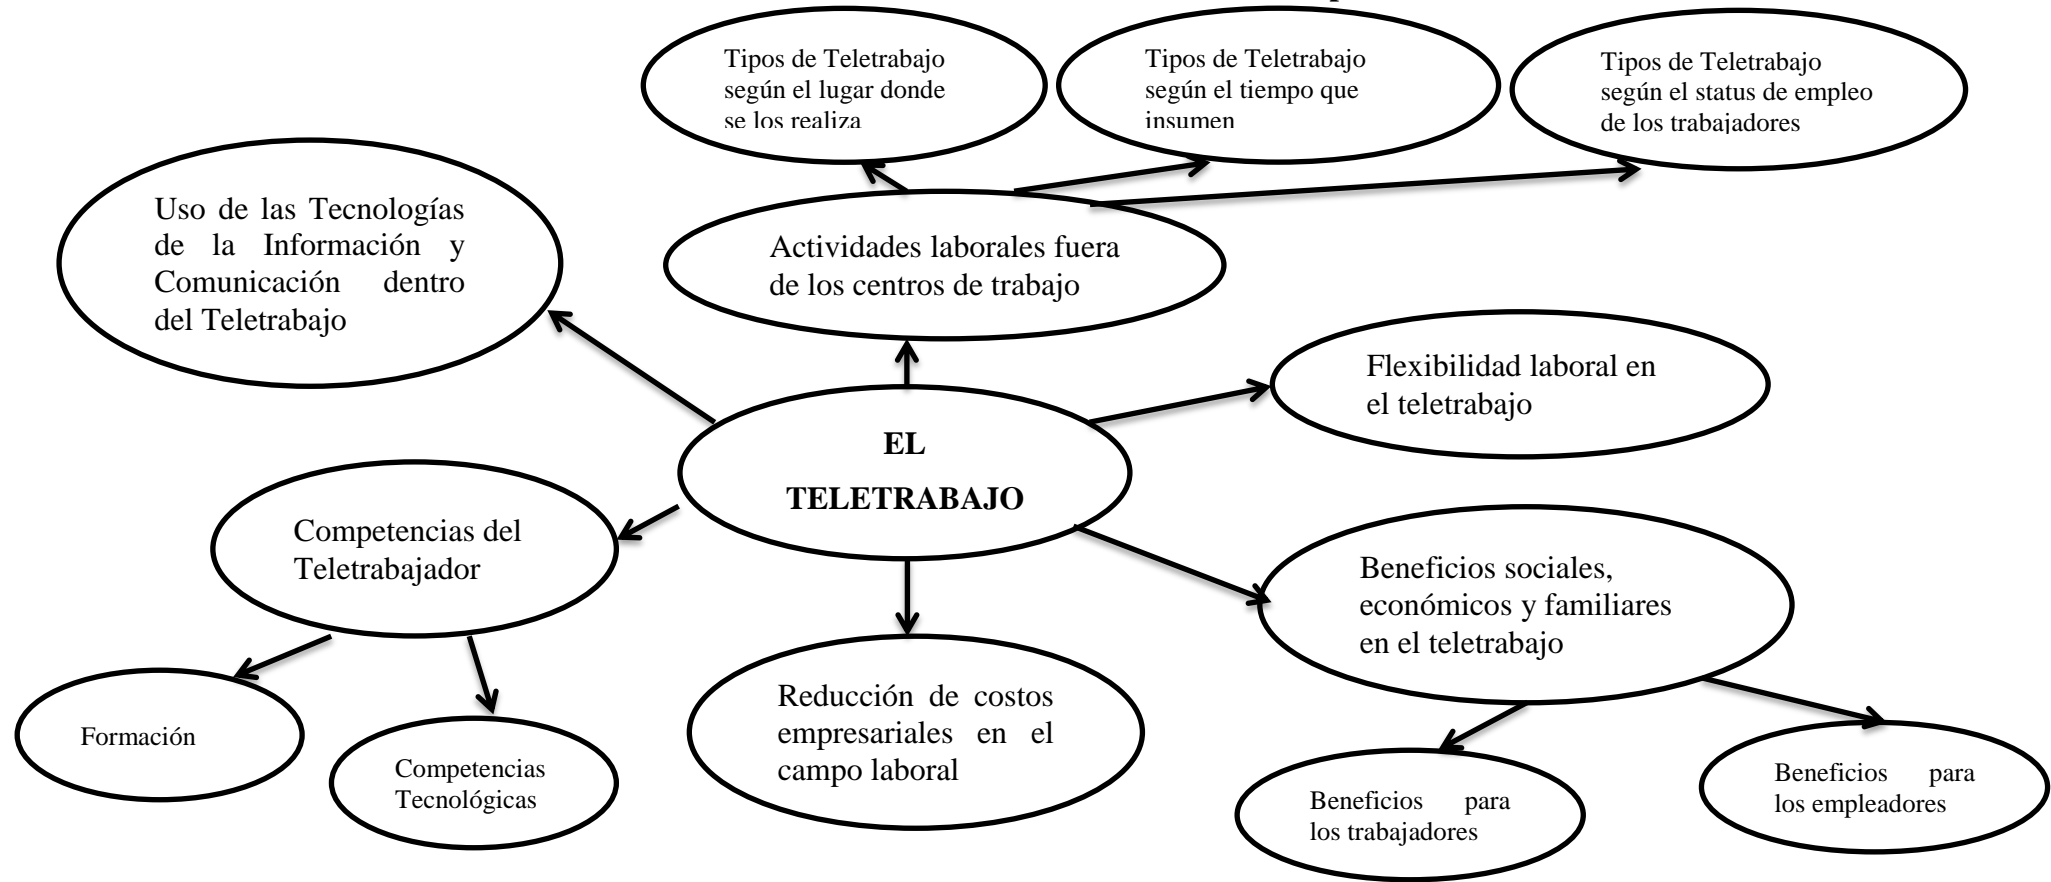 Tipos de Teletrabajo
según el lugar donde
se los realiza
Tipos de Teletrabajo
según el tiempo que
insumen
Tipos de Teletrabajo
según el status de empleo
de los trabajadores
Uso de las Tecnologías
de la Información y
Comunicación dentro
del Teletrabajo
Actividades laborales fuera
de los centros de trabajo
Flexibilidad laboral en
el teletrabajo
EL
TELETRABAJO
Competencias del
Teletrabajador
Beneficios sociales,
económicos y familiares
en el teletrabajo
Formación
Competencias
Tecnológicas
Reducción de costos
empresariales en el
campo laboral
Beneficios para
los trabajadores
Beneficios para
los empleadores